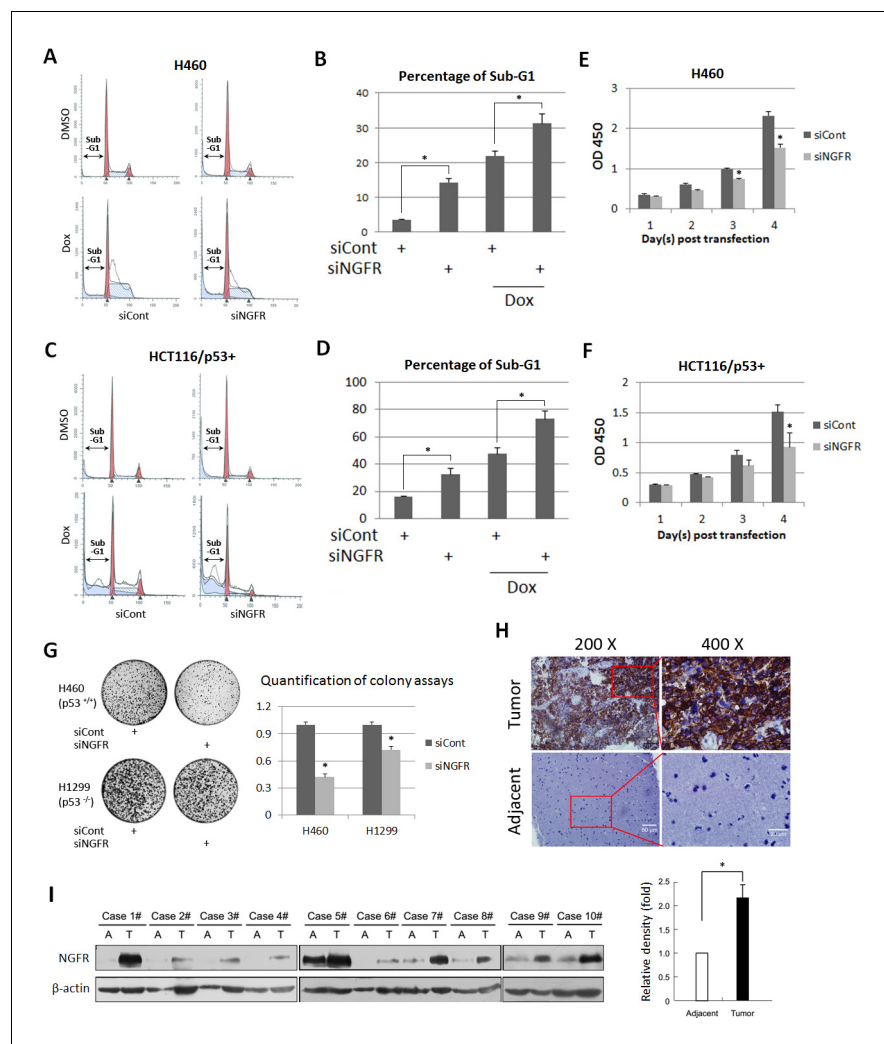 A
H460
DMSO
Sub
-G1
Sub
-G1
Dox
Sub
-G1
Sub
-G1
siCont
siNGFR
B
Percentage of Sub-G1
40
30
20
10
0
*
*
siCont + +
siNGFR + +
Dox
E
H460
OD 450
3
2
1
0
*
*
siCont
siNGFR
1 2 3 4
Day(s) post transfection
C
HCT116/p53+
DMSO
Sub
-G1
Sub
-G1
Dox
Sub
-G1
Sub
-G1
siCont
siNGFR
D
Percentage of Sub-G1
100
80
60
40
20
0
*
*
siCont + +
siNGFR + +
Dox
F
HCT116/p53+
OD 450
2
1.5
1
0.5
0
*
siCont
siNGFR
1 2 3 4
Day(s) post transfection
G
H460
(p53 +/+)
siCont +
siNGFR +
H1299
(p53 -/-)
siCont +
siNGFR +
Quantification of colony assays
1.2
0.9
0.6
0.3
0
*
*
siCont
siNGFR
H460 H1299
H
200 X 400 X
Tumor
Adjacent
I
Case 1# Case 2# Case 3# Case 4# Case 5# Case 6# Case 7# Case 8# Case 9# Case 10#
A T A T A T A T A T A T A T A T A T A T
NGFR
β-actin
Relative density (fold)
2.5
2.0
1.5
1.0
0.5
0
*
Adjacent Tumor